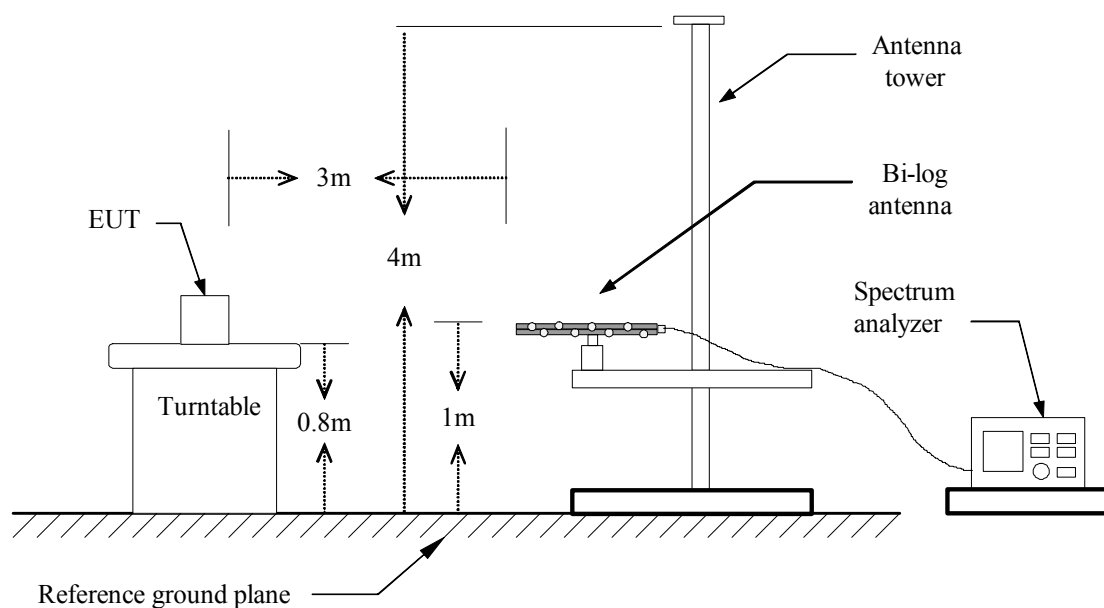 Antenna
tower
3m
Bi-log
antenna
EUT
4m
Spectrum
analyzer
Turntable
0.8m
1m
Reference ground plane